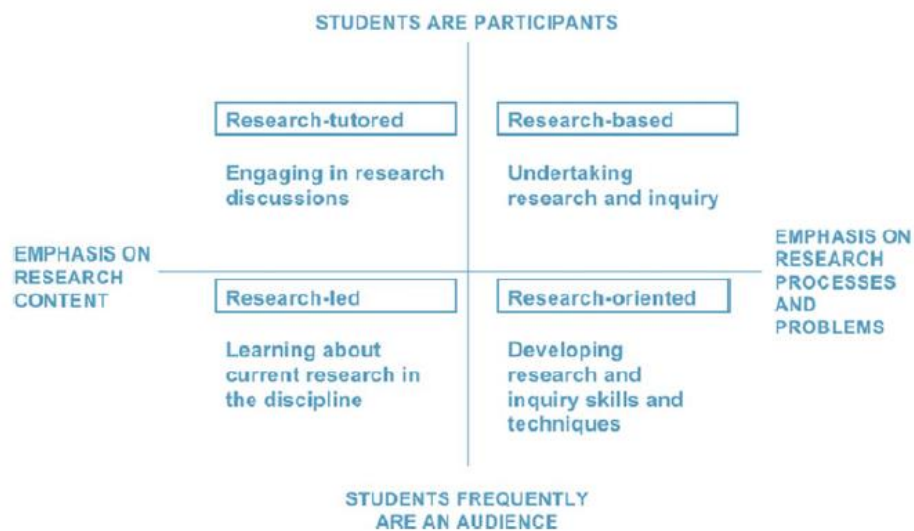 STUDENTS ARE PARTICIPANTS
Research-tutored
Engaging in research
discussions
Research-based
Undertaking
research and inquiry
EMPHASIS ON
RESEARCH
CONTENT
EMPHASIS ON
RESEARCH
PROCESSES
AND
PROBLEMS
Research-led
Learning about
current research in
the discipline
Research-oriented
Developing
research and
inquiry skills and
techniques
STUDENTS FREQUENTLY
ARE AN AUDIENCE